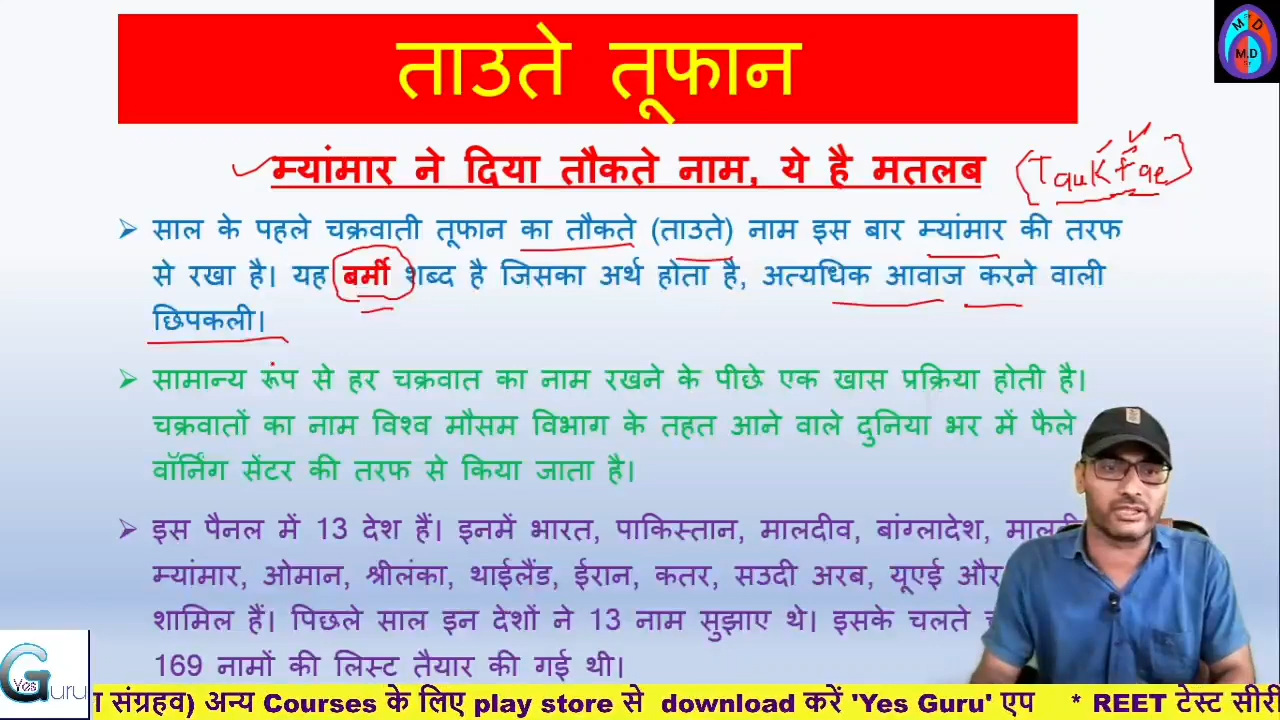 ताउते तूफान
M D
M.D
म्यांमार ने दिया तौकते नाम, ये है मतलब (Taukfae)
साल के पहले चक्रवाती तूफान का तौकते (ताउते) नाम इस बार म्यांमार की तरफ
से रखा है। यह बर्मी शब्द है जिसका अर्थ होता है, अत्यधिक आवाज करने वाली
छिपकली।
सामान्य रूप से हर चक्रवात का नाम रखने के पीछे एक खास प्रक्रिया होती है।
चक्रवातों का नाम विश्व मौसम विभाग के तहत आने वाले दुनिया भर में फैले
वॉर्निंग सेंटर की तरफ से किया जाता है।
इस पैनल में 13 देश हैं। इनमें भारत, पाकिस्तान, मालदीव, बांग्लादेश,
म्यांमार, ओमान, श्रीलंका, थाईलैंड, ईरान, कतर, सउदी अरब, यूएई और
शामिल हैं। पिछले साल इन देशों ने 13 नाम सुझाए थे। इसके चलते
169 नामों की लिस्ट तैयार की गई थी।
Yes Guru
संग्रहव) अन्य Courses के लिए play store से download करें 'Yes Guru' एप * REET टेस्ट सीरी